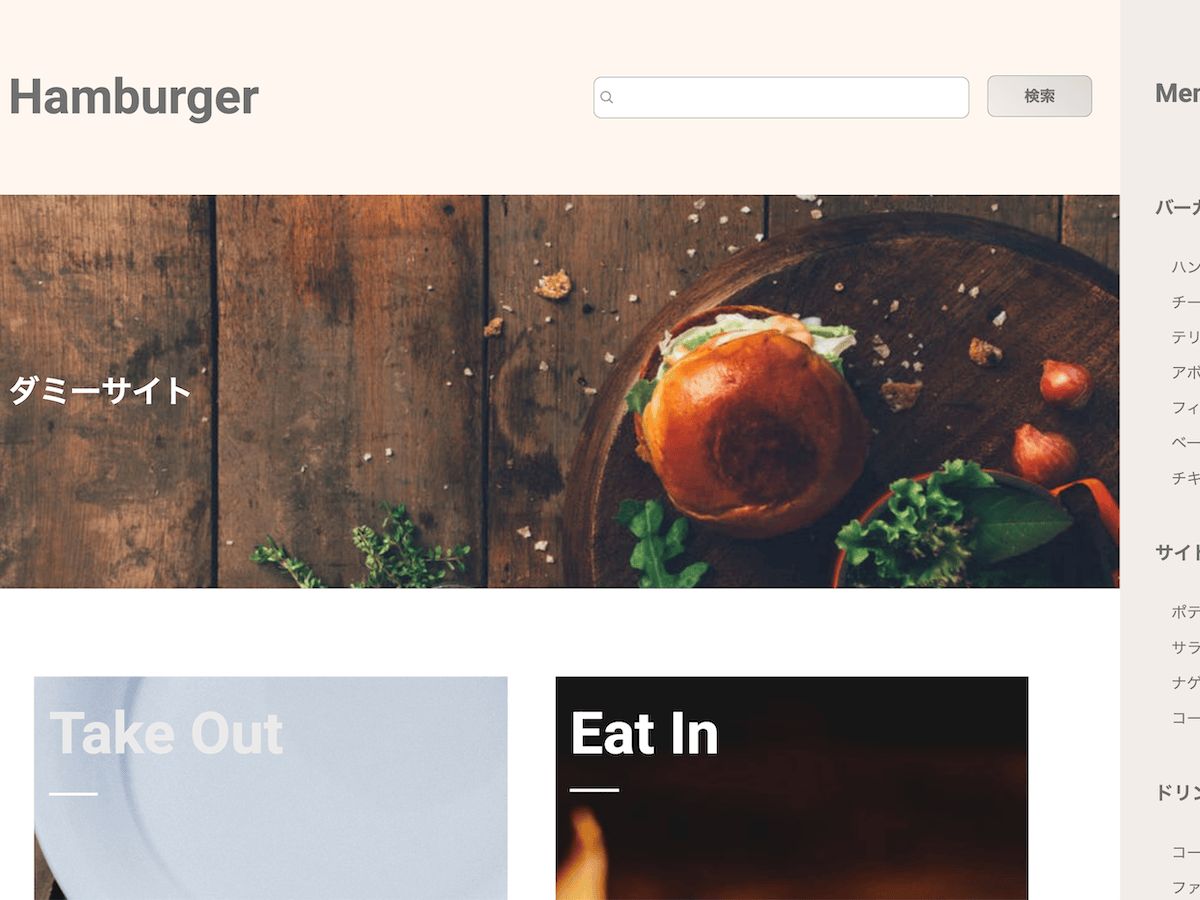 Hamburger
検索
ダミーサイト
Take Out
Eat In
バーガ
ハン
チー
テリ
アボ
フィ
ベー
チキ
サイド
ポテ
サラ
ナゲ
コー
ドリン
コー
ファ